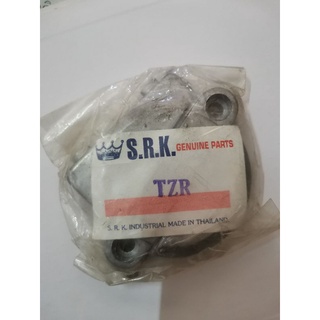 S.R.K. GENUINE PARTS
TZR
S. R. K. INDUSTRIAL MADE IN THAILAND.